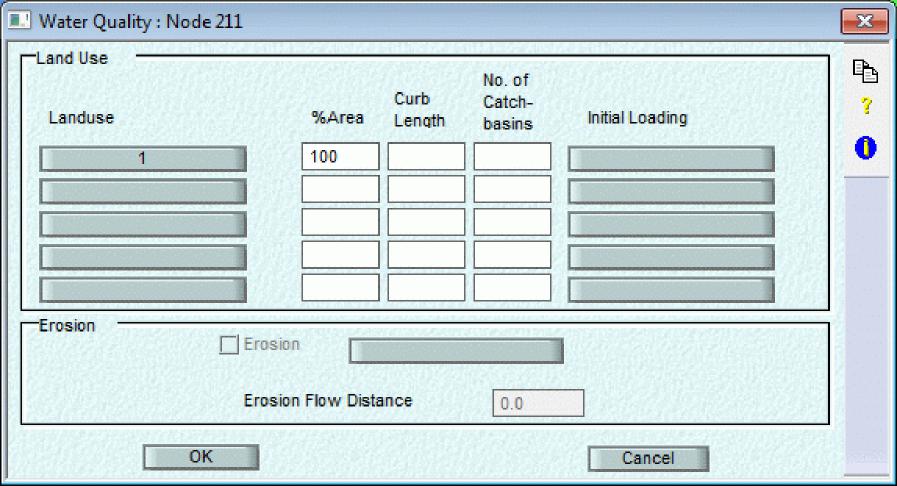 Water Quality : Node 211
Land Use
Landuse
%Area
Curb
Length
No. of
Catch-
basins
Initial Loading
1
100
Erosion
Erosion
Erosion Flow Distance
0.0
OK
Cancel